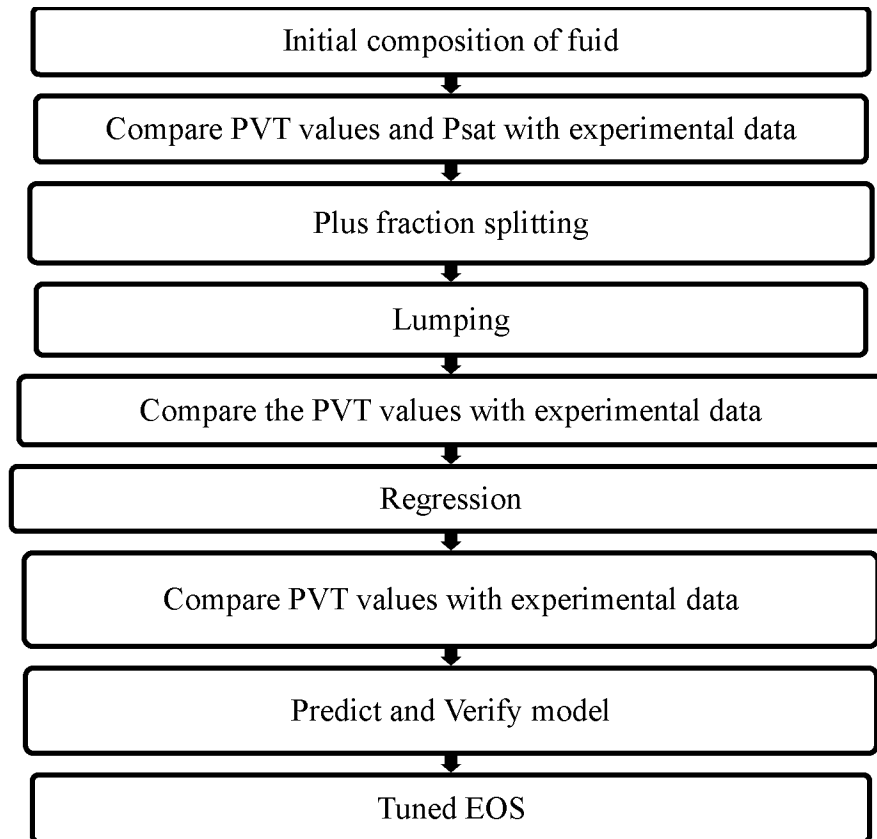 Initial composition of fuid
Compare PVT values and Psat with experimental data
Plus fraction splitting
Lumping
Compare the PVT values with experimental data
Regression
Compare PVT values with experimental data
Predict and Verify model
Tuned EOS